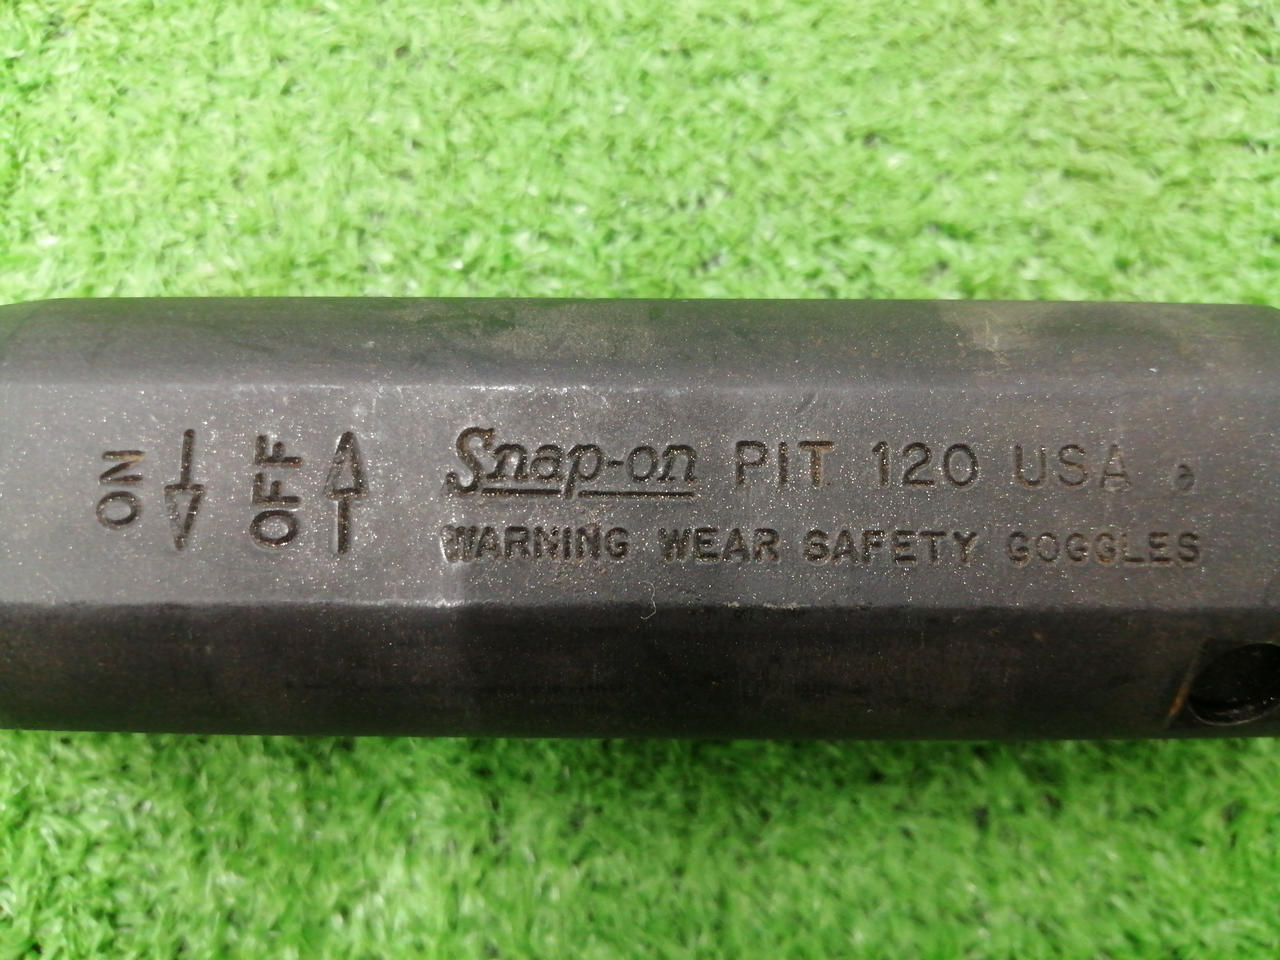 ON
OFF
Snap-on PIT 120 USA
WARNING WEAR SAFETY GOGGLES